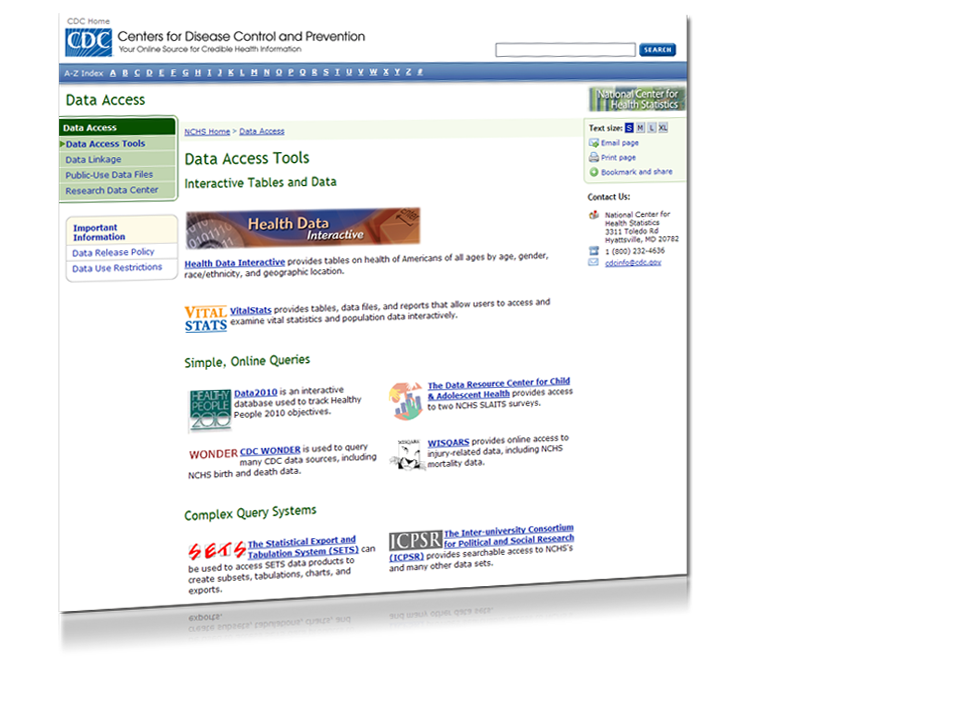 CDC Home
CDC
Centers for Disease Control and Prevention
Your Online Source for Credible Health Information
SEARCH
A-Z Index A B C D E F G H I J K L M N O P Q R S T U V W X Y Z #
Data Access
National Center for
Health Statistics
Data Access
Data Access Tools
Data Linkage
Public-Use Data Files
Research Data Center
Important
Information
Data Release Policy
Data Use Restrictions
NCHS Home > Data Access
Data Access Tools
Interactive Tables and Data
Health Data
Interactive
Health Data Interactive provides tables on health of Americans of all ages by age, gender,
race/ethnicity, and geographic location.
VITAL
STATS
VitalStats provides tables, data files, and reports that allow users to access and
examine vital statistics and population data interactively.
Simple, Online Queries
HEALTHY
PEOPLE
2010
Data2010 is an interactive
database used to track Healthy
People 2010 objectives.
The Data Resource Center for Child
& Adolescent Health provides access
to two NCHS SLAITS surveys.
WONDER CDC WONDER is used to query
many CDC data sources, including
NCHS birth and death data.
WISQARS
WISQARS provides online access to
injury-related data, including NCHS
mortality data.
Complex Query Systems
SETS
The Statistical Export and
Tabulation System (SETS) can
be used to access SETS data products to
create subsets, tabulations, charts, and
exports.
ICPSR
The Inter-university Consortium
for Political and Social Research
(ICPSR) provides searchable access to NCHS's
and many other data sets.
Text size: S M L XL
Email page
Print page
Bookmark and share
Contact Us:
National Center for
Health Statistics
3311 Toledo Rd
Hyattsville, MD 20782
1 (800) 232-4636
cdcinfo@cdc.gov